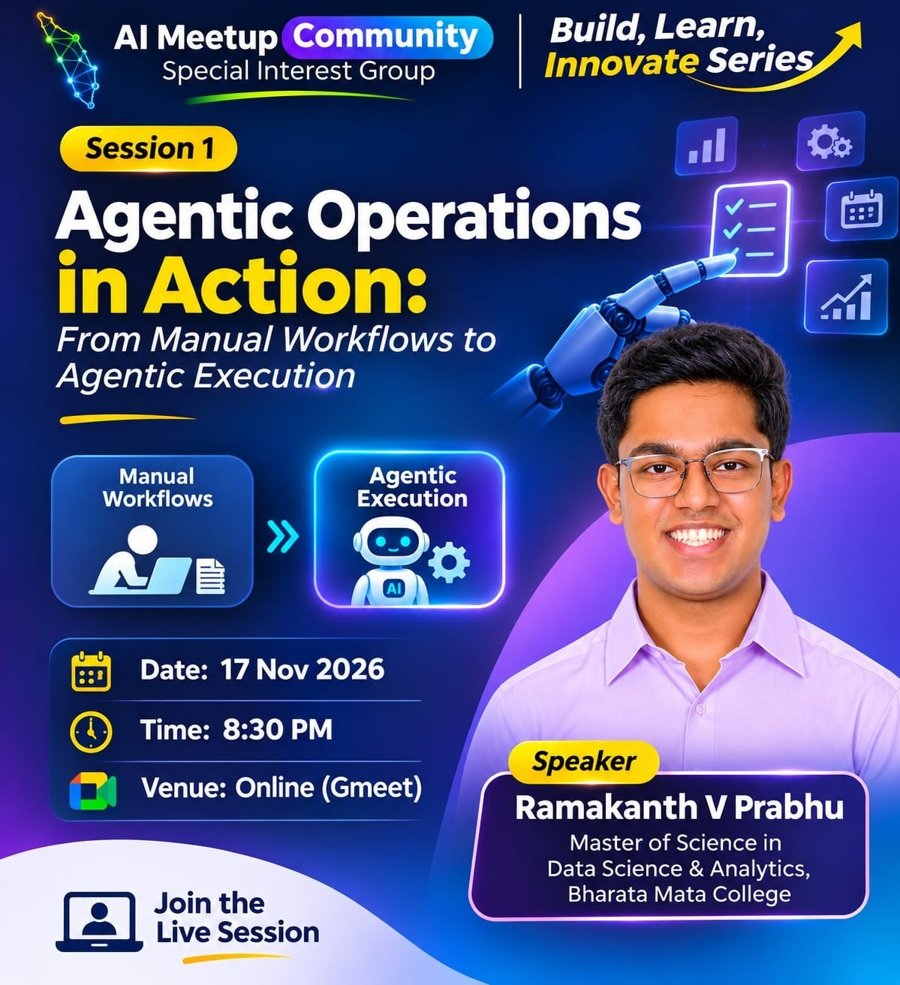 AI Meetup Community
Special Interest Group
Build, Learn,
Innovate Series
Session 1
Agentic Operations
in Action:
From Manual Workflows to
Agentic Execution
Manual
Workflows
Agentic
Execution
AI
Date: 17 Nov 2026
Time: 8:30 PM
Venue: Online (Gmeet)
Speaker
Ramakanth V Prabhu
Master of Science in
Data Science & Analytics,
Bharata Mata College
Join the
Live Session